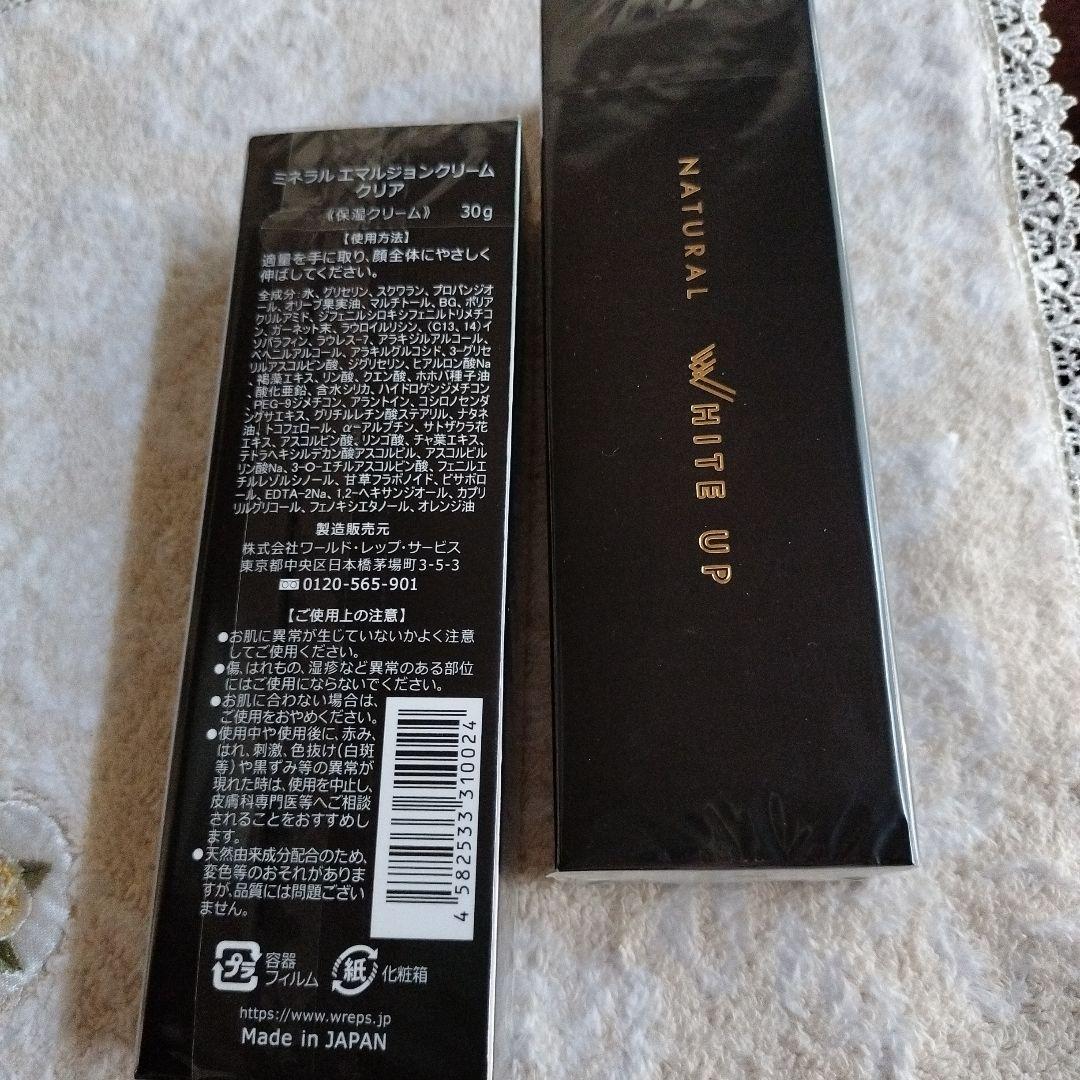 ミネラル エマルジョンクリーム
クリア
《保湿クリーム》 30g
【使用方法】
適量を手に取り、顔全体にやさしく
伸ばしてください。
全成分：水、グリセリン、スクワラン、プロパンジオ
ール、オリーブ果実油、マルチトール、BG、ポリア
クリルアミド、ジフェニルシロキシフェニルトリメチコ
ン、ガーネット末、ラウロイルリシン、(C13、14)イ
ソパラフィン、ラウレス-7、アラキジルアルコール、
ベヘニルアルコール、アラキルグルコシド、3-グリセ
リルアスコルビン酸、ジグリセリン、ヒアルロン酸Na
、褐藻エキス、リン酸、クエン酸、ホホバ種子油
、酸化亜鉛、含水シリカ、ハイドロゲンジメチコン
、PEG-9ジメチコン、アラントイン、コシロノセンダ
ングサエキス、グリチルレチン酸ステアリル、ナタネ
油、トコフェロール、α-アルブチン、サトザクラ花
エキス、アスコルビン酸、リンゴ酸、チャ葉エキス、
テトラヘキシルデカン酸アスコルビル、アスコルビル
リン酸Na、3-O-エチルアスコルビン酸、フェニルエ
チルレゾルシノール、甘草フラボノイド、ビサボロ
ール、EDTA-2Na、1,2-ヘキサンジオール、カプリ
リルグリコール、フェノキシエタノール、オレンジ油
製造販売元
株式会社ワールド・レップ・サービス
東京都中央区日本橋茅場町3-5-3
0120-565-901
【ご使用上の注意】
●お肌に異常が生じていないかよく注意
してご使用ください。
●傷、はれもの、湿疹など異常のある部位
にはご使用にならないでください。
●お肌に合わない場合は、
ご使用をおやめください。
●使用中や使用後に、赤み、
はれ、刺激、色抜け(白斑
等)や黒ずみ等の異常が
現れた時は、使用を中止し、
皮膚科専門医等へご相談
されることをおすすめし
ます。
●天然由来成分配合のため、
変色等のおそれがありま
すが、品質には問題ござい
ません。
4 582533 310024
プラ 容器
フィルム
紙 化粧箱
https://www.wreps.jp
Made in JAPAN
NATURAL WHITE UP